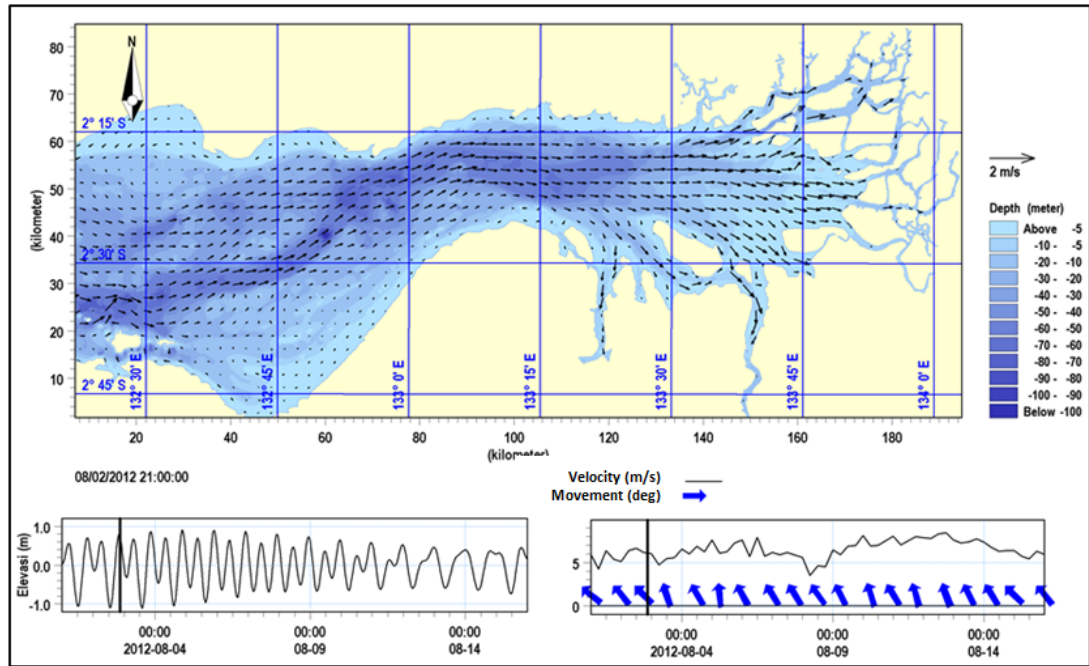 N
80
70
60
50
40
30
20
10
(kilometer)
2° 15' S
2° 30' S
2° 45' S
132° 30' E
132° 45' E
133° 0' E
133° 15' E
133° 30' E
133° 45' E
134° 0' E
20 40 60 80 100 120 140 160 180
(kilometer)
2 m/s
Depth (meter)
Above -5
-10 - -5
-20 - -10
-30 - -20
-40 - -30
-50 - -40
-60 - -50
-70 - -60
-80 - -70
-90 - -80
-100 - -90
Below -100
08/02/2012 21:00:00
Velocity (m/s)
Movement (deg)
Elevasi (m)
1.0
0.0
-1.0
00:00 00:00 00:00
2012-08-04 08-09 08-14
5
0
00:00 00:00 00:00
2012-08-04 08-09 08-14